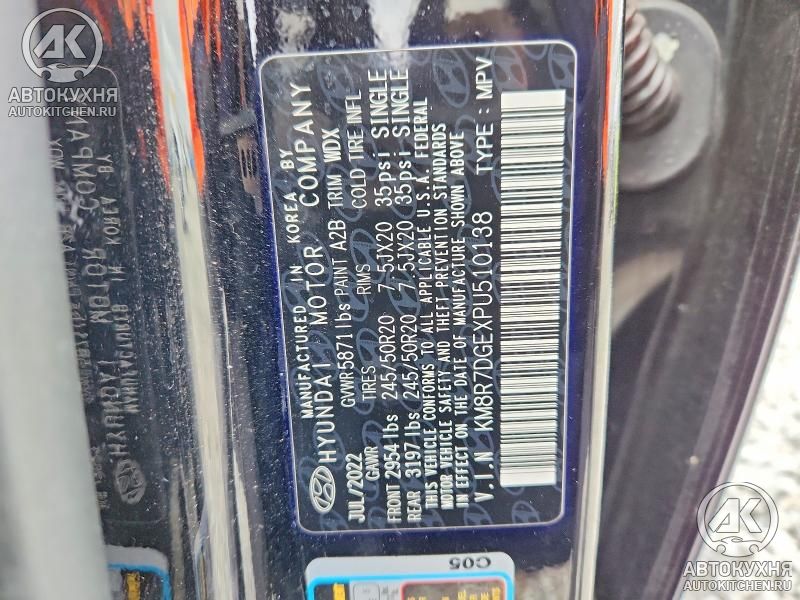 MANUFACTURED IN KOREA BY
HYUNDAI MOTOR COMPANY
JUL/2022 GVWR5871lbs PAINT A2B TRIM WDX
GAWR TIRES RIMS COLD TIRE INFL
FRONT 2954lbs 245/50R20 7.5JX20 35psi SINGLE
REAR 3197lbs 245/50R20 7.5JX20 35psi SINGLE
THIS VEHICLE CONFORMS TO ALL APPLICABLE U.S.A. FEDERAL
MOTOR VEHICLE SAFETY AND THEFT PREVENTION STANDARDS
IN EFFECT ON THE DATE OF MANUFACTURE SHOWN ABOVE
V.I.N KM8R7DGEXPU510138 TYPE: MPV
C05
АК
АВТОКУХНЯ
AUTOKITCHEN.RU
АК
АВТОКУХНЯ
AUTOKITCHEN.RU